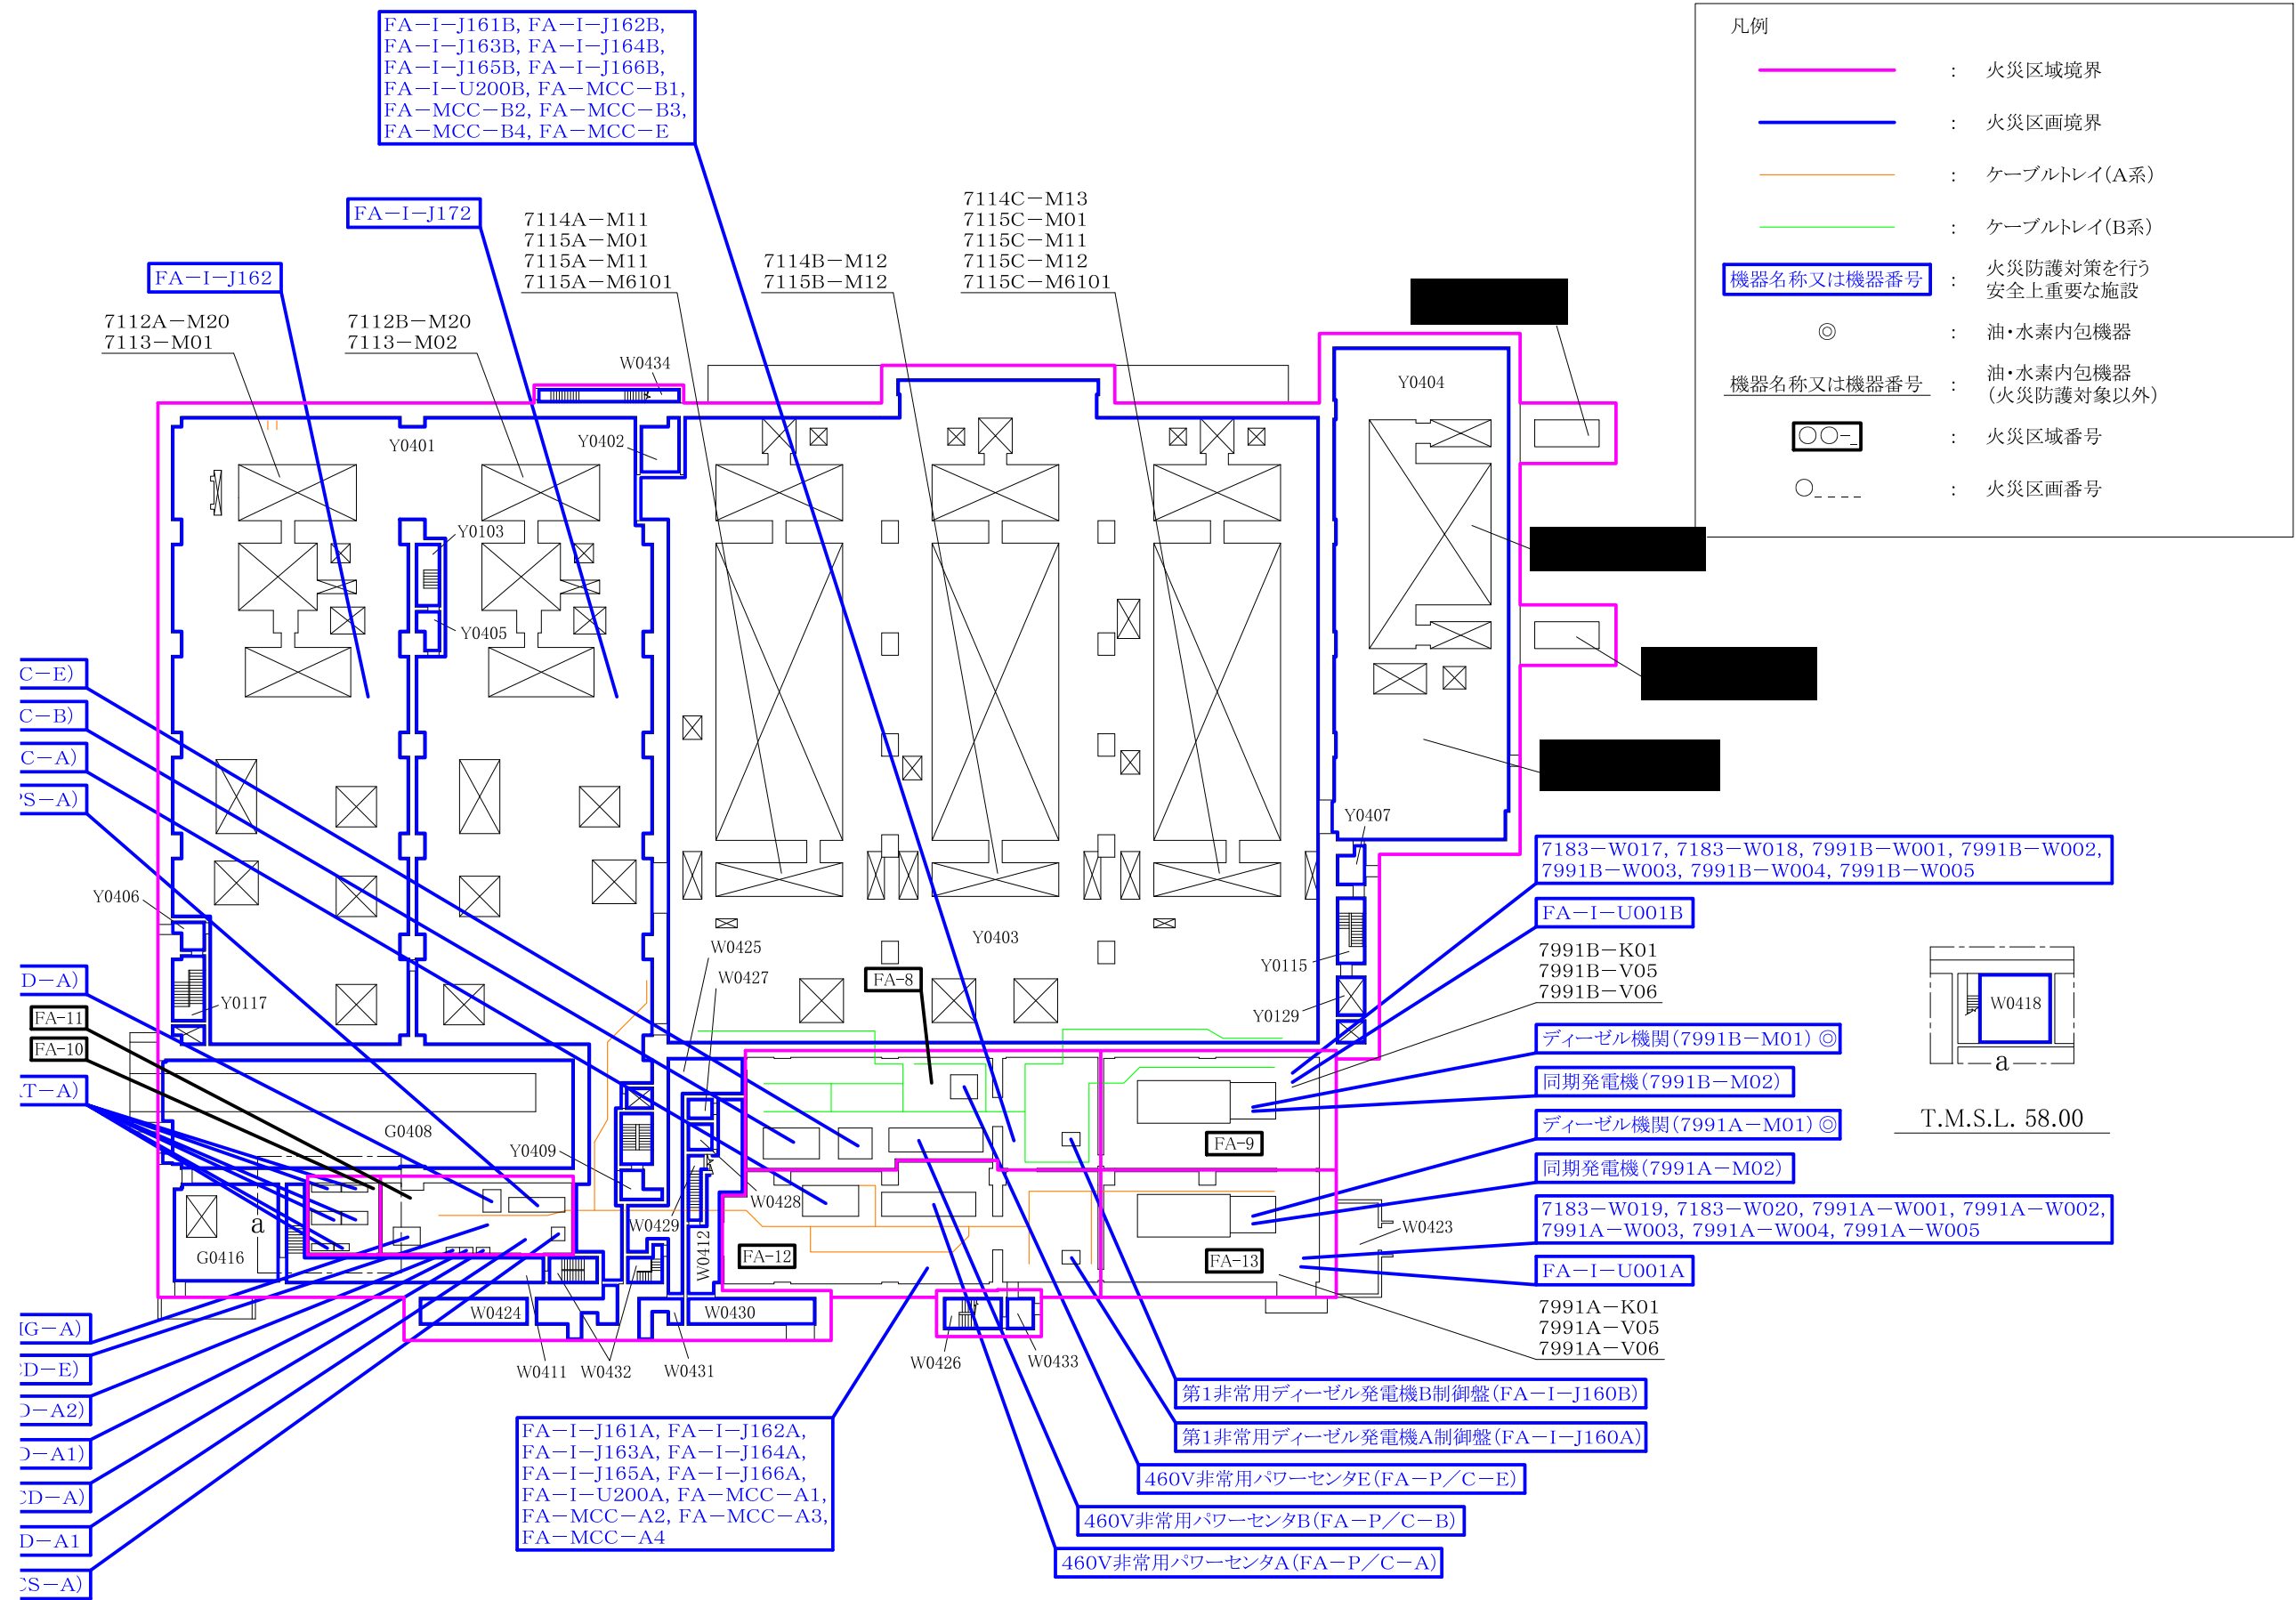 FA-I-J161B, FA-I-J162B,
FA-I-J163B, FA-I-J164B,
FA-I-J165B, FA-I-J166B,
FA-I-U200B, FA-MCC-B1,
FA-MCC-B2, FA-MCC-B3,
FA-MCC-B4, FA-MCC-E
凡例
: 火災区域境界
: 火災区画境界
: ケーブルトレイ(A系)
: ケーブルトレイ(B系)
機器名称又は機器番号 : 火災防護対策を行う
安全上重要な施設
◎ : 油・水素内包機器
機器名称又は機器番号 : 油・水素内包機器
(火災防護対象以外)
○○-_ : 火災区域番号
○_ _ _ _ : 火災区画番号
FA-I-J172
FA-I-J162
7112A-M20
7113-M01
7112B-M20
7113-M02
7114A-M11
7115A-M01
7115A-M11
7115A-M6101
7114B-M12
7115B-M12
7114C-M13
7115C-M01
7115C-M11
7115C-M12
7115C-M6101
W0434
Y0404
Y0401
Y0402
Y0103
Y0405
C-E)
C-B)
C-A)
PS-A)
Y0407
Y0406
Y0403
W0425
W0427
FA-8
Y0115
Y0117
Y0129
D-A)
FA-11
FA-10
T-A)
7183-W017, 7183-W018, 7991B-W001, 7991B-W002,
7991B-W003, 7991B-W004, 7991B-W005
FA-I-U001B
7991B-K01
7991B-V05
7991B-V06
ディーゼル機関(7991B-M01)◎
同期発電機(7991B-M02)
ディーゼル機関(7991A-M01)◎
同期発電機(7991A-M02)
7183-W019, 7183-W020, 7991A-W001, 7991A-W002,
7991A-W003, 7991A-W004, 7991A-W005
FA-I-U001A
7991A-K01
7991A-V05
7991A-V06
W0418
a
T.M.S.L. 58.00
G0408
Y0409
W0428
W0429
W0412
FA-9
FA-12
FA-13
W0423
a
G0416
W0424
W0430
W0411
W0432
W0431
W0426
W0433
G-A)
CD-E)
D-A2)
D-A1)
CD-A)
D-A1
CS-A)
FA-I-J161A, FA-I-J162A,
FA-I-J163A, FA-I-J164A,
FA-I-J165A, FA-I-J166A,
FA-I-U200A, FA-MCC-A1,
FA-MCC-A2, FA-MCC-A3,
FA-MCC-A4
第1非常用ディーゼル発電機B制御盤(FA-I-J160B)
第1非常用ディーゼル発電機A制御盤(FA-I-J160A)
460V非常用パワーセンタE(FA-P/C-E)
460V非常用パワーセンタB(FA-P/C-B)
460V非常用パワーセンタA(FA-P/C-A)